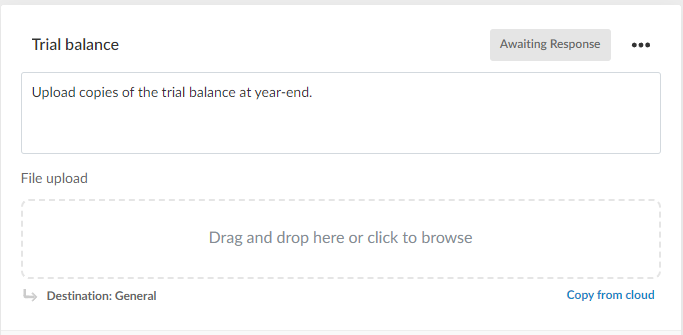 Trial balance
Awaiting Response
Upload copies of the trial balance at year-end.
File upload
Drag and drop here or click to browse
Destination: General
Copy from cloud